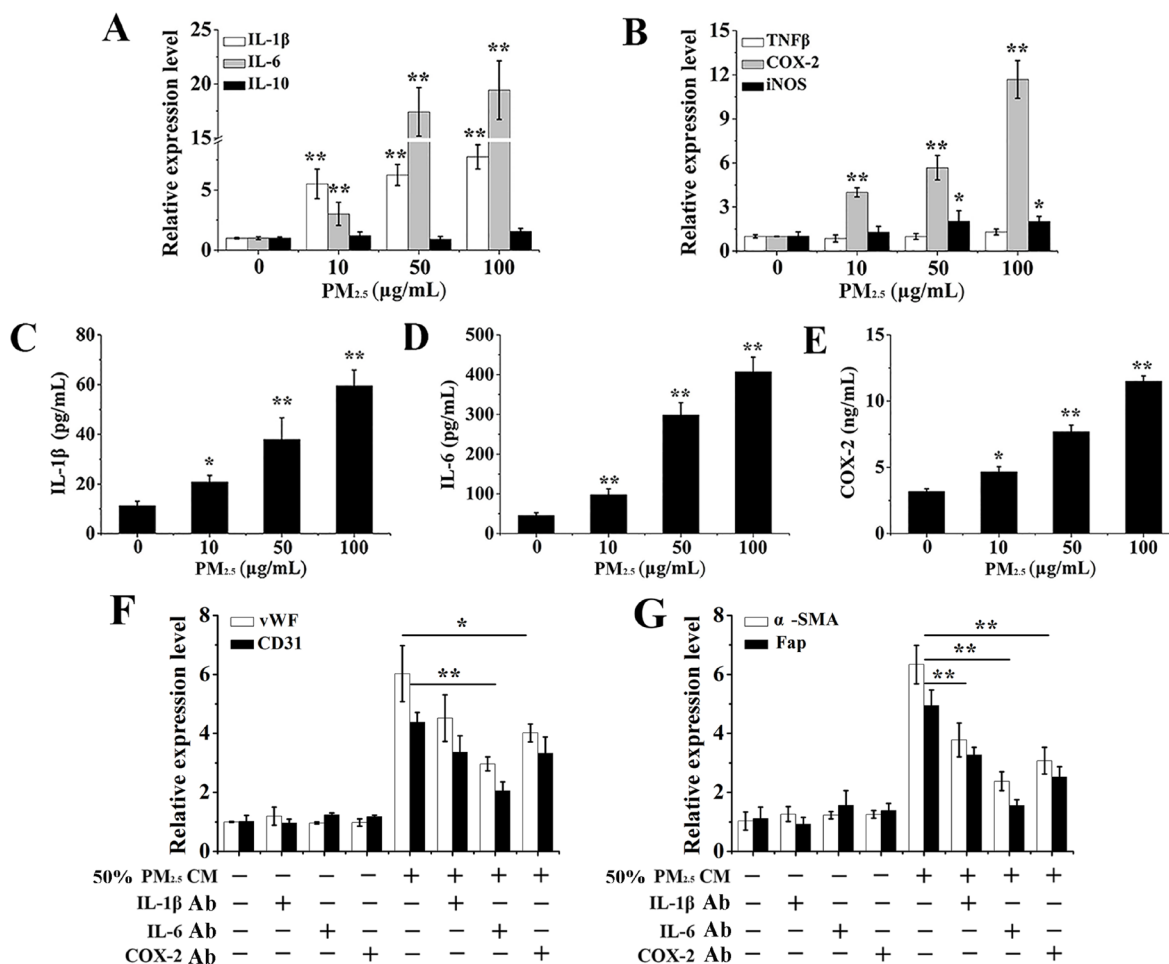 A
Relative expression level
IL-1β
IL-6
IL-10
25
20
15
5
0
** ** ** ** ** **
0 10 50 100
PM2.5 (μg/mL)
B
Relative expression level
TNFβ
COX-2
iNOS
15
12
9
6
3
0
** ** * ** *
0 10 50 100
PM2.5 (μg/mL)
C
IL-1β (pg/mL)
80
60
40
20
0
* ** **
0 10 50 100
PM2.5 (μg/mL)
D
IL-6 (pg/mL)
500
400
300
200
100
0
** ** **
0 10 50 100
PM2.5 (μg/mL)
E
COX-2 (ng/mL)
15
10
5
0
* ** **
0 10 50 100
PM2.5 (μg/mL)
F
Relative expression level
vWF
CD31
8
6
4
2
0
*
**
50% PM2.5 CM − − − − + + + +
IL-1β Ab − + − − − + − −
IL-6 Ab − − + − − − + −
COX-2 Ab − − − + − − − +
G
Relative expression level
α -SMA
Fap
8
6
4
2
0
**
**
**
50% PM2.5 CM − − − − + + + +
IL-1β Ab − + − − − + − −
IL-6 Ab − − + − − − + −
COX-2 Ab − − − + − − − +